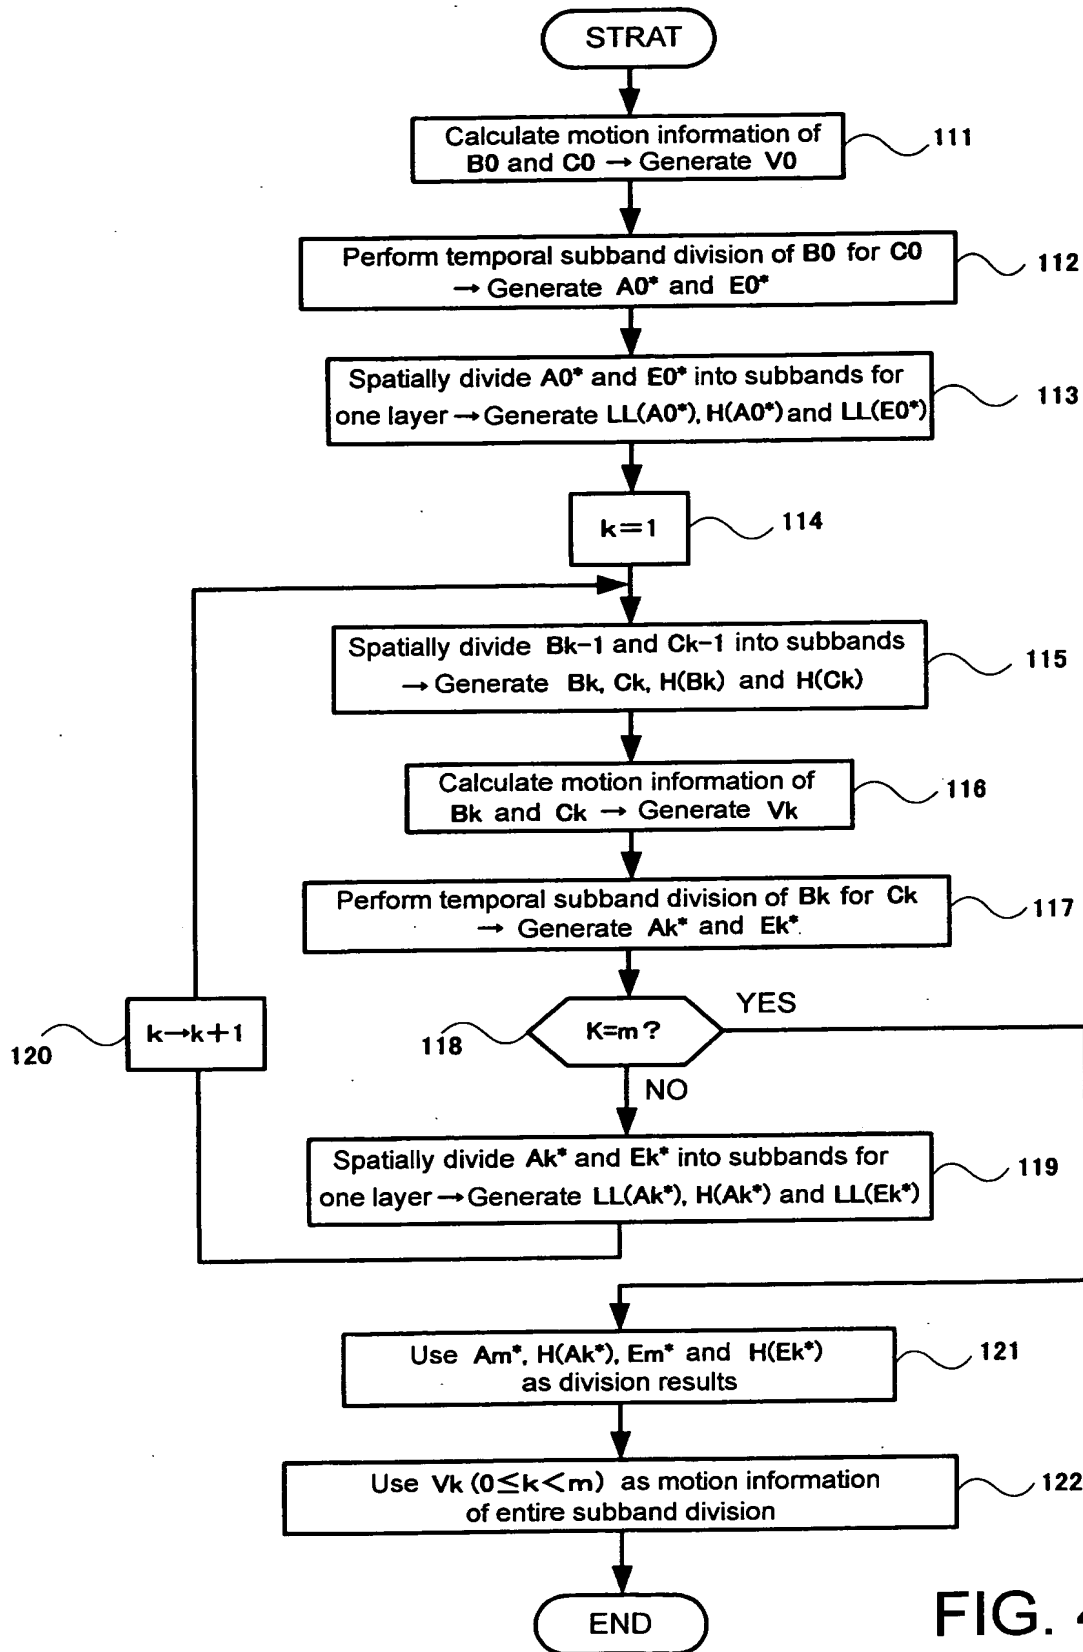 STRAT
Calculate motion information of
B0 and C0 → Generate V0
111
Perform temporal subband division of B0 for C0
→ Generate A0* and E0*
112
Spatially divide A0* and E0* into subbands for
one layer → Generate LL(A0*), H(A0*) and LL(E0*)
113
k=1
114
Spatially divide Bk-1 and Ck-1 into subbands
→ Generate Bk, Ck, H(Bk) and H(Ck)
115
Calculate motion information of
Bk and Ck → Generate Vk
116
Perform temporal subband division of Bk for Ck
→ Generate Ak* and Ek*.
117
K=m?
118
YES
NO
k→k+1
120
Spatially divide Ak* and Ek* into subbands for
one layer → Generate LL(Ak*), H(Ak*) and LL(Ek*)
119
Use Am*, H(Ak*), Em* and H(Ek*)
as division results
121
Use Vk (0≦k<m) as motion information
of entire subband division
122
END
FIG. 4